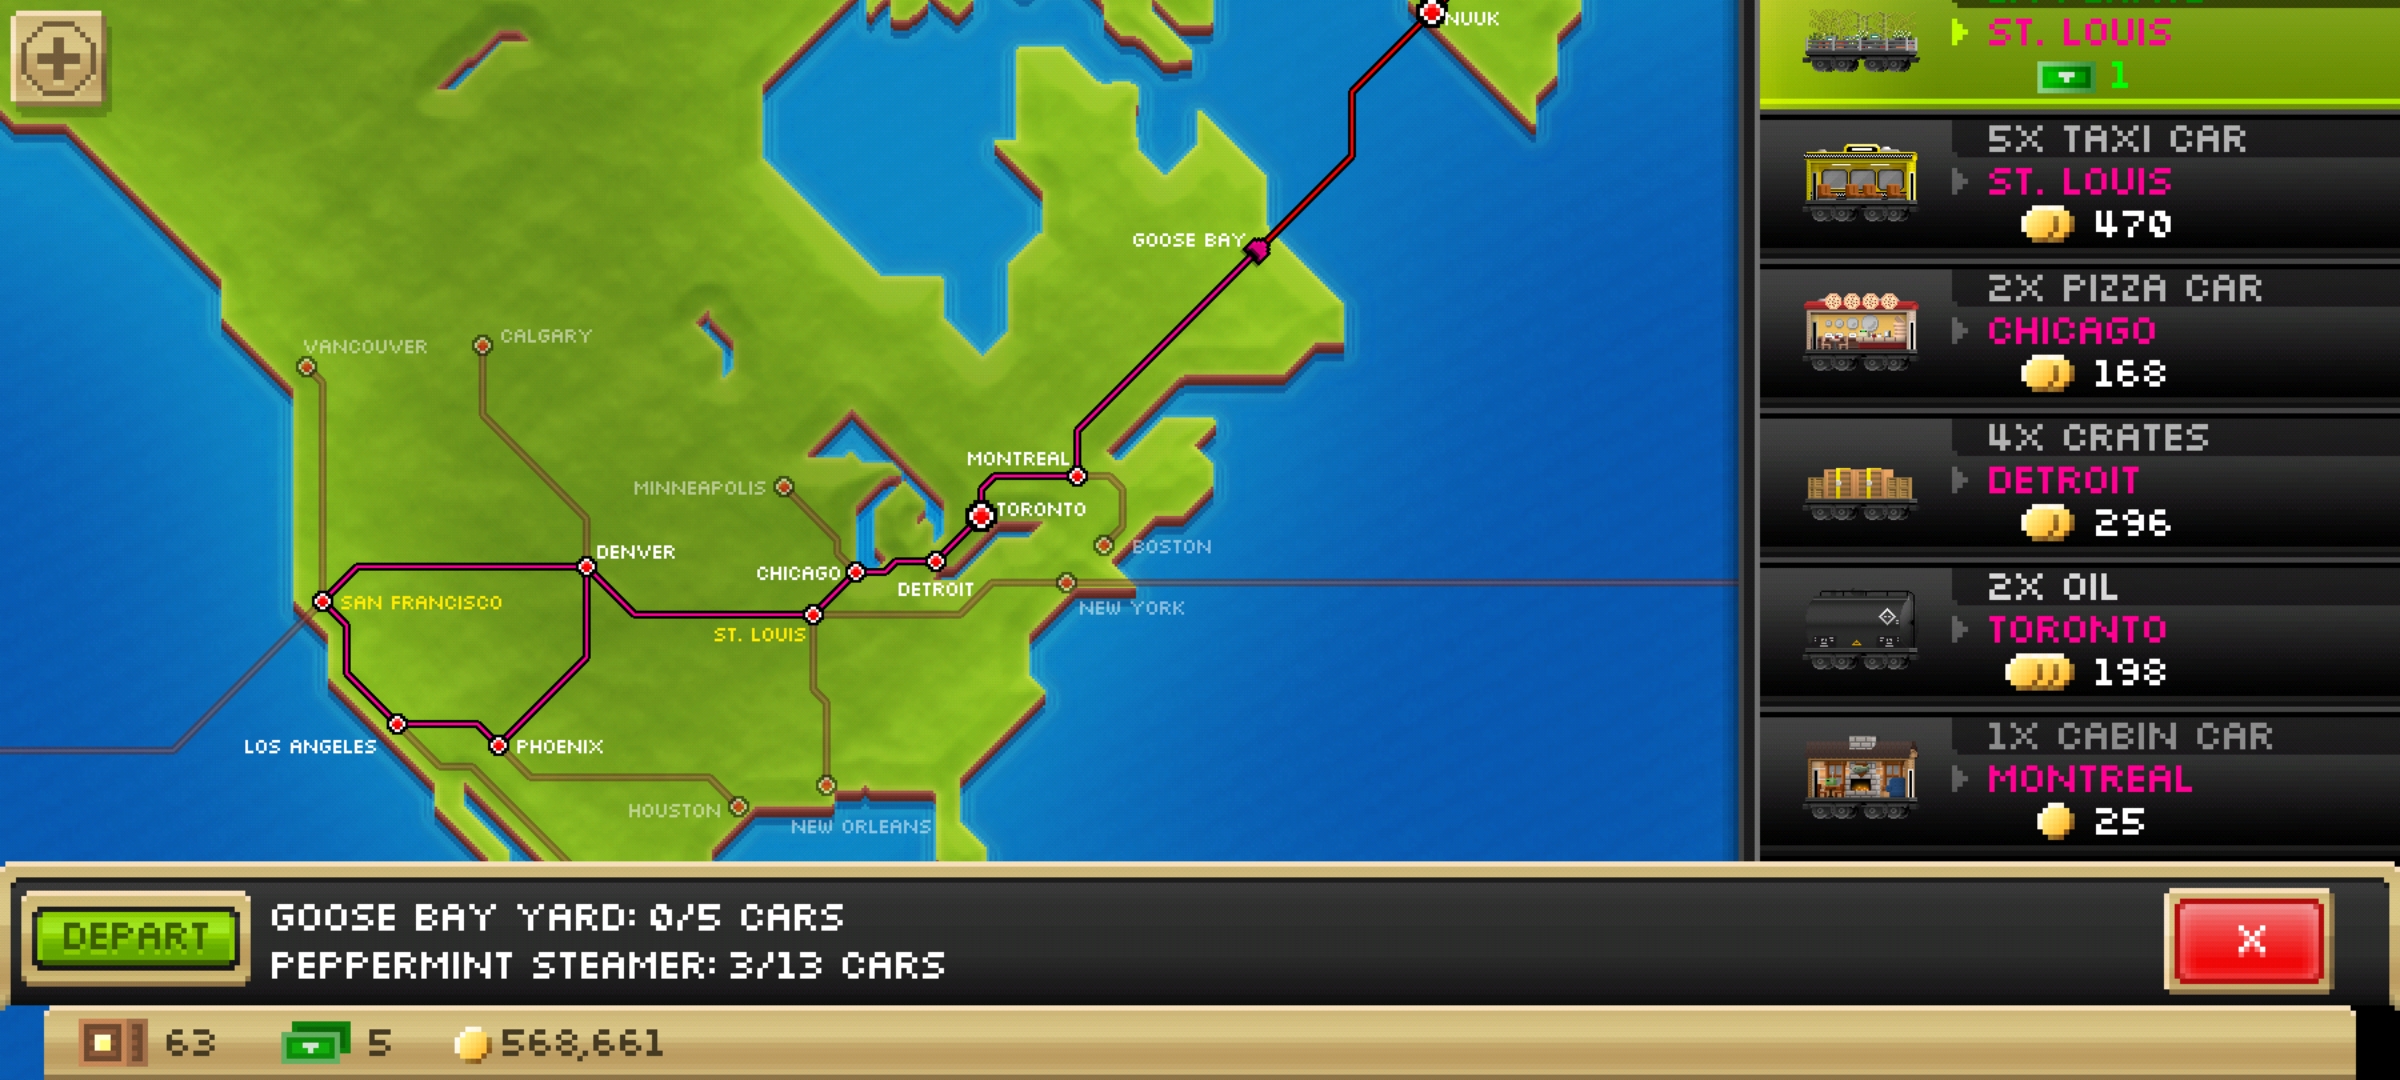 NUUK
GOOSE BAY
VANCOUVER
CALGARY
MINNEAPOLIS
MONTREAL
TORONTO
BOSTON
DENVER
CHICAGO
DETROIT
SAN FRANCISCO
NEW YORK
ST. LOUIS
LOS ANGELES
PHOENIX
HOUSTON
NEW ORLEANS
ST. LOUIS
1
5X TAXI CAR
ST. LOUIS
470
2X PIZZA CAR
CHICAGO
168
4X CRATES
DETROIT
296
2X OIL
TORONTO
198
1X CABIN CAR
MONTREAL
25
DEPART
GOOSE BAY YARD: 0/5 CARS
PEPPERMINT STEAMER: 3/13 CARS
X
63
5
568,661